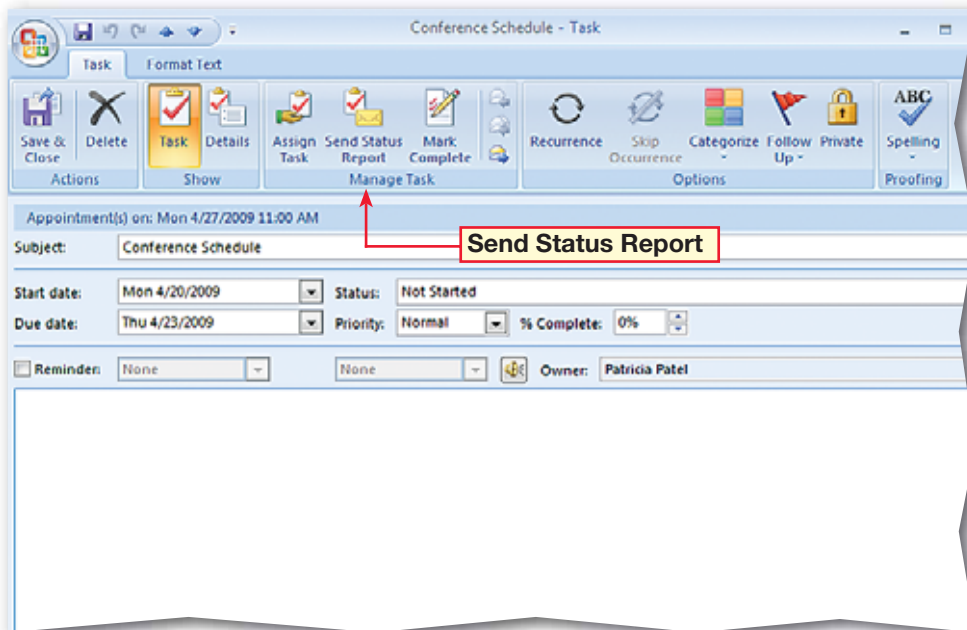 Conference Schedule - Task
Task Format Text
Save & Close Delete Task Details Assign Task Send Status Report Mark Complete Recurrence Skip Occurrence Categorize Follow Up Private ABC Spelling
Actions Show Manage Task Options Proofing
Appointment(s) on: Mon 4/27/2009 11:00 AM
Send Status Report
Subject: Conference Schedule
Start date: Mon 4/20/2009 Status: Not Started
Due date: Thu 4/23/2009 Priority: Normal % Complete: 0%
Reminder: None None Owner: Patricia Patel